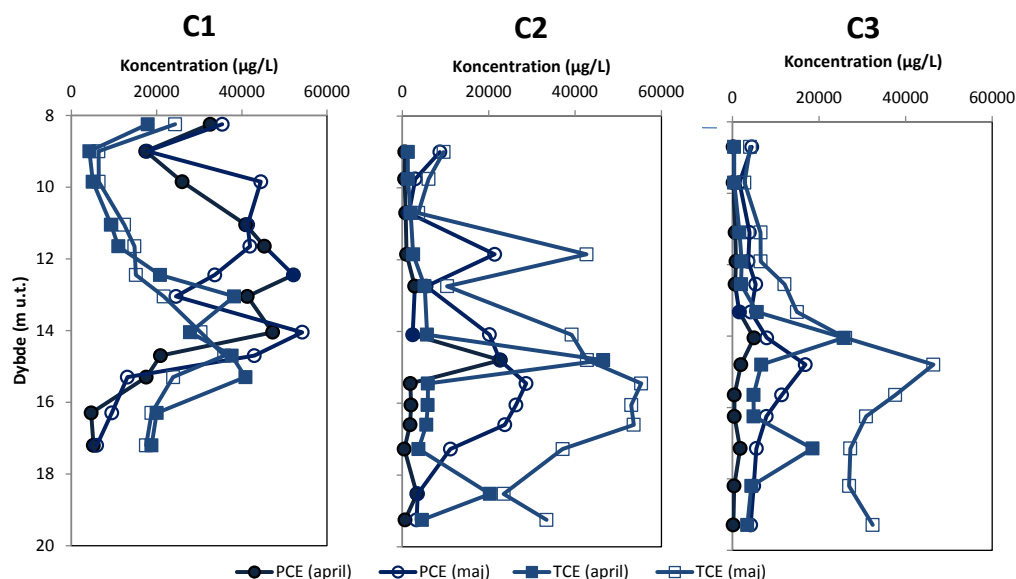 C1 C2 C3
Koncentration (µg/L) Koncentration (µg/L) Koncentration (µg/L)
0 20000 40000 60000 0 20000 40000 60000 0 20000 40000 60000
8
10
12
14
16
18
20
Dybde (m u.t.)
PCE (april) PCE (maj) TCE (april) TCE (maj)